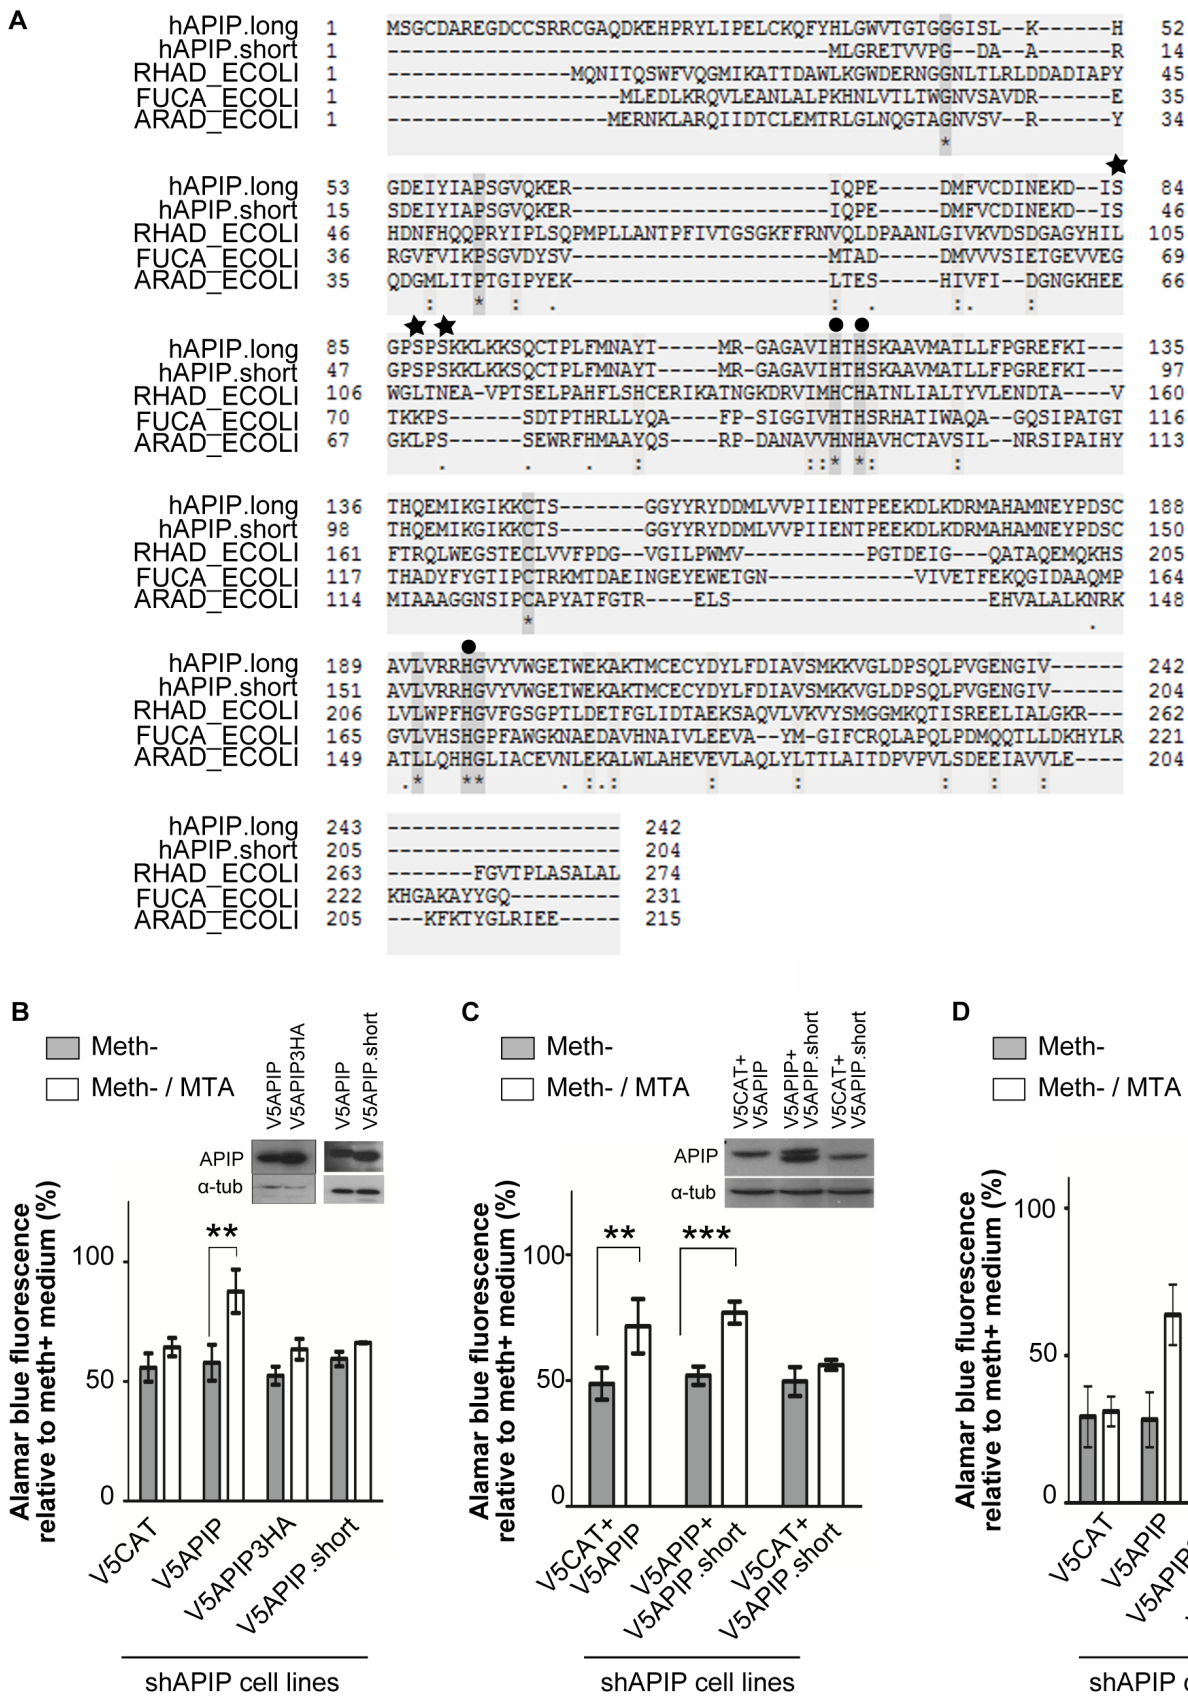 A
hAPIP.long 1 MSGCDAREGDCCSRRCGAQDKEHPRYLIPELCKQFYHLGWVTGTGGGISL--K------H 52
hAPIP.short 1 ------------------------------------MLGRETVVPG-DA--A------R 14
RHAD_ECOLI 1 ---------------MQNITQSWFVQGMIKATTDAWLKGWDERNGGNLTLRLDDADIAPY 45
FUCA_ECOLI 1 -------------------MLEDLKRQVLEANLALPKHNLVTLTWGNVSAVDR------E 35
ARAD_ECOLI 1 ------------------MERNKLARQIIDTCLEMTRLGLNQGTAGNVSV--R------Y 34
*
hAPIP.long 53 GDEIYIAPSGVQKER---------------------IQPE-----DMFVCDINEKD--IS 84
hAPIP.short 15 SDEIYIAPSGVQKER---------------------IQPE-----DMFVCDINEKD--IS 46
RHAD_ECOLI 46 HDNFHQQPRYIPLSQPMPLLANTPFIVTGSGKFFRNVQLDPAANLGIVKVDSDGAGYHIL 105
FUCA_ECOLI 36 RGVFVIKPSGVDYSV---------------------MTAD-----DMVVVSIETGEVVEG 69
ARAD_ECOLI 35 QDGMLITPTGIPYEK---------------------LTES-----HIVFI--DGNGKHEE 66
: * : . : . :. :
hAPIP.long 85 GPSPSKKLKKSQCTPLFMNAYT-----MR-GAGAVIHTHSKAAVMATLLFPGREFKI--- 135
hAPIP.short 47 GPSPSKKLKKSQCTPLFMNAYT-----MR-GAGAVIHTHSKAAVMATLLFPGREFKI--- 97
RHAD_ECOLI 106 WGLTNEA-VPTSELPAHFLSHCERIKATNGKDRVIMHCHATNLIALTYVLENDTA----V 160
FUCA_ECOLI 70 TKKPS------SDTPTHRLLYQA----FP-SIGGIVHTHSRHATIWAQA--GQSIPATGT 116
ARAD_ECOLI 67 GKLPS------SEWRFHMAAYQS----RP-DANAVVHNHAVHCTAVSIL--NRSIPAIHY 113
. . . : ::* *: :
hAPIP.long 136 THQEMIKGIKKCTS-------GGYYRYDDMLVVPIIENTPEEKDLKDRMAHAMNEYPDSC 188
hAPIP.short 98 THQEMIKGIKKCTS-------GGYYRYDDMLVVPIIENTPEEKDLKDRMAHAMNEYPDSC 150
RHAD_ECOLI 161 FTRQLWEGSTECLVVFPDG--VGILPWMV----------PGTDEIG---QATAQEMQKHS 205
FUCA_ECOLI 117 THADYFYGTIPCTRKMTDAEINGEYEWETGN------------VIVETFEKQGIDAAQMP 164
ARAD_ECOLI 114 MIAAAGGNSIPCAPYATFGTR----ELS---------------------EHVALALKNRK 148
* .
hAPIP.long 189 AVLVRRHGVYVWGETWEKAKTMCECYDYLFDIAVSMKKVGLDPSQLPVGENGIV------ 242
hAPIP.short 151 AVLVRRHGVYVWGETWEKAKTMCECYDYLFDIAVSMKKVGLDPSQLPVGENGIV------ 204
RHAD_ECOLI 206 LVLWPFHGVFGSGPTLDETFGLIDTAEKSAQVLVKVYSMGGMKQTISREELIALGKR--- 262
FUCA_ECOLI 165 GVLVHSHGPFAWGKNAEDAVHNAIVLEEVA--YM-GIFCRQLAPQLPDMQQTLLDKHYLR 221
ARAD_ECOLI 149 ATLLQHHGLIACEVNLEKALWLAHEVEVLAQLYLTTLAITDPVPVLSDEEIAVVLE---- 204
.* ** . :.: : : : : :
hAPIP.long 243 ------------------- 242
hAPIP.short 205 ------------------- 204
RHAD_ECOLI 263 -------FGVTPLASALAL 274
FUCA_ECOLI 222 KHGAKAYYGQ--------- 231
ARAD_ECOLI 205 ---KFKTYGLRIEE----- 215
B
Meth-
Meth- / MTA
V5APIP
V5APIP3HA
V5APIP
V5APIP.short
APIP
α-tub
Alamar blue fluorescence
relative to meth+ medium (%)
100
50
0
**
V5CAT
V5APIP
V5APIP3HA
V5APIP.short
shAPIP cell lines
C
Meth-
Meth- / MTA
V5CAT+
V5APIP
V5APIP+
V5APIP.short
V5CAT+
V5APIP.short
APIP
α-tub
Alamar blue fluorescence
relative to meth+ medium (%)
100
50
0
**
***
V5CAT+
V5APIP
V5APIP+
V5APIP.short
V5CAT+
V5APIP.short
shAPIP cell lines
D
Meth-
Meth- / MTA
Alamar blue fluorescence
relative to meth+ medium (%)
100
50
0
V5CAT
V5APIP
shAPIP